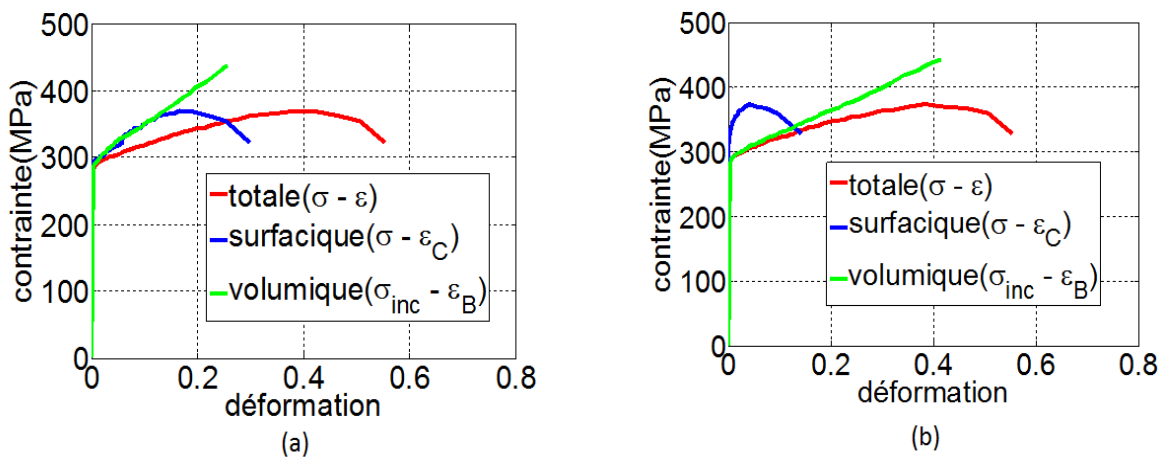 500
400
300
200
100
0
contrainte(MPa)
totale(σ - ε)
surfacique(σ - ε_C)
volumique(σ_inc - ε_B)
0 0.2 0.4 0.6 0.8
déformation
(a)
500
400
300
200
100
0
contrainte(MPa)
totale(σ - ε)
surfacique(σ - ε_C)
volumique(σ_inc - ε_B)
0 0.2 0.4 0.6 0.8
déformation
(b)